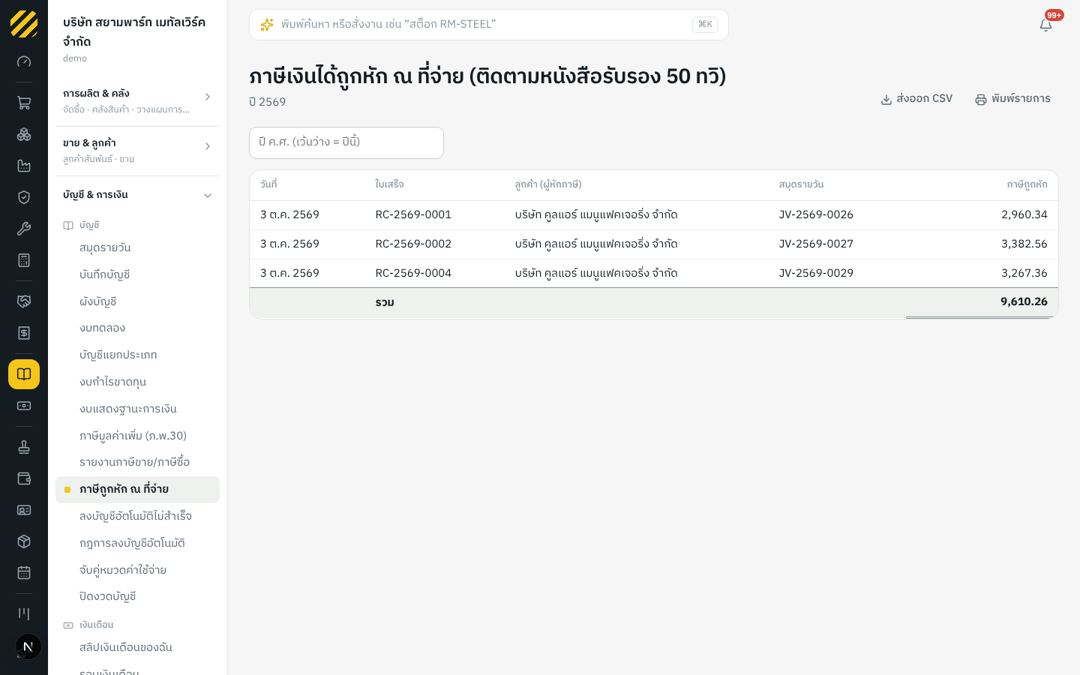 บริษัท สยามพาร์ท เมทัลเวิร์ค
จำกัด
demo
การผลิต & คลัง
จัดซื้อ · คลังสินค้า · วางแผนการ...
ขาย & ลูกค้า
ลูกค้าสัมพันธ์ · ขาย
บัญชี & การเงิน
บัญชี
สมุดรายวัน
บันทึกบัญชี
ผังบัญชี
งบทดลอง
บัญชีแยกประเภท
งบกำไรขาดทุน
งบแสดงฐานะการเงิน
ภาษีมูลค่าเพิ่ม (ภ.พ.30)
รายงานภาษีขาย/ภาษีซื้อ
ภาษีถูกหัก ณ ที่จ่าย
ลงบัญชีอัตโนมัติไม่สำเร็จ
กฎการลงบัญชีอัตโนมัติ
จับคู่หมวดค่าใช้จ่าย
ปิดงวดบัญชี
เงินเดือน
สลิปเงินเดือนของฉัน
รอบเงินเดือน
N
พิมพ์ค้นหา หรือสั่งงาน เช่น "สต็อก RM-STEEL"
⌘K
99+
ภาษีเงินได้ถูกหัก ณ ที่จ่าย (ติดตามหนังสือรับรอง 50 ทวิ)
ปี 2569
ส่งออก CSV
พิมพ์รายการ
ปี ค.ศ. (เว้นว่าง = ปีนี้)
วันที่ ใบเสร็จ ลูกค้า (ผู้หักภาษี) สมุดรายวัน ภาษีถูกหัก
3 ต.ค. 2569 RC-2569-0001 บริษัท คูลแอร์ แมนูแฟคเจอริ่ง จำกัด JV-2569-0026 2,960.34
3 ต.ค. 2569 RC-2569-0002 บริษัท คูลแอร์ แมนูแฟคเจอริ่ง จำกัด JV-2569-0027 3,382.56
3 ต.ค. 2569 RC-2569-0004 บริษัท คูลแอร์ แมนูแฟคเจอริ่ง จำกัด JV-2569-0029 3,267.36
รวม 9,610.26